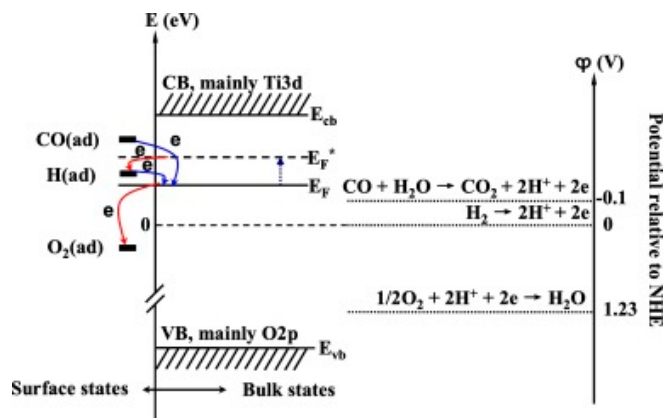 E (eV)
φ (V)
CB, mainly Ti3d
E_cb
CO(ad)
e
e
E_F*
e
H(ad)
E_F
CO + H₂O → CO₂ + 2H⁺ + 2e
-0.1
e
H₂ → 2H⁺ + 2e
0
0
O₂(ad)
1/2O₂ + 2H⁺ + 2e → H₂O
1.23
VB, mainly O2p
E_vb
Surface states
Bulk states
Potential relative to NHE